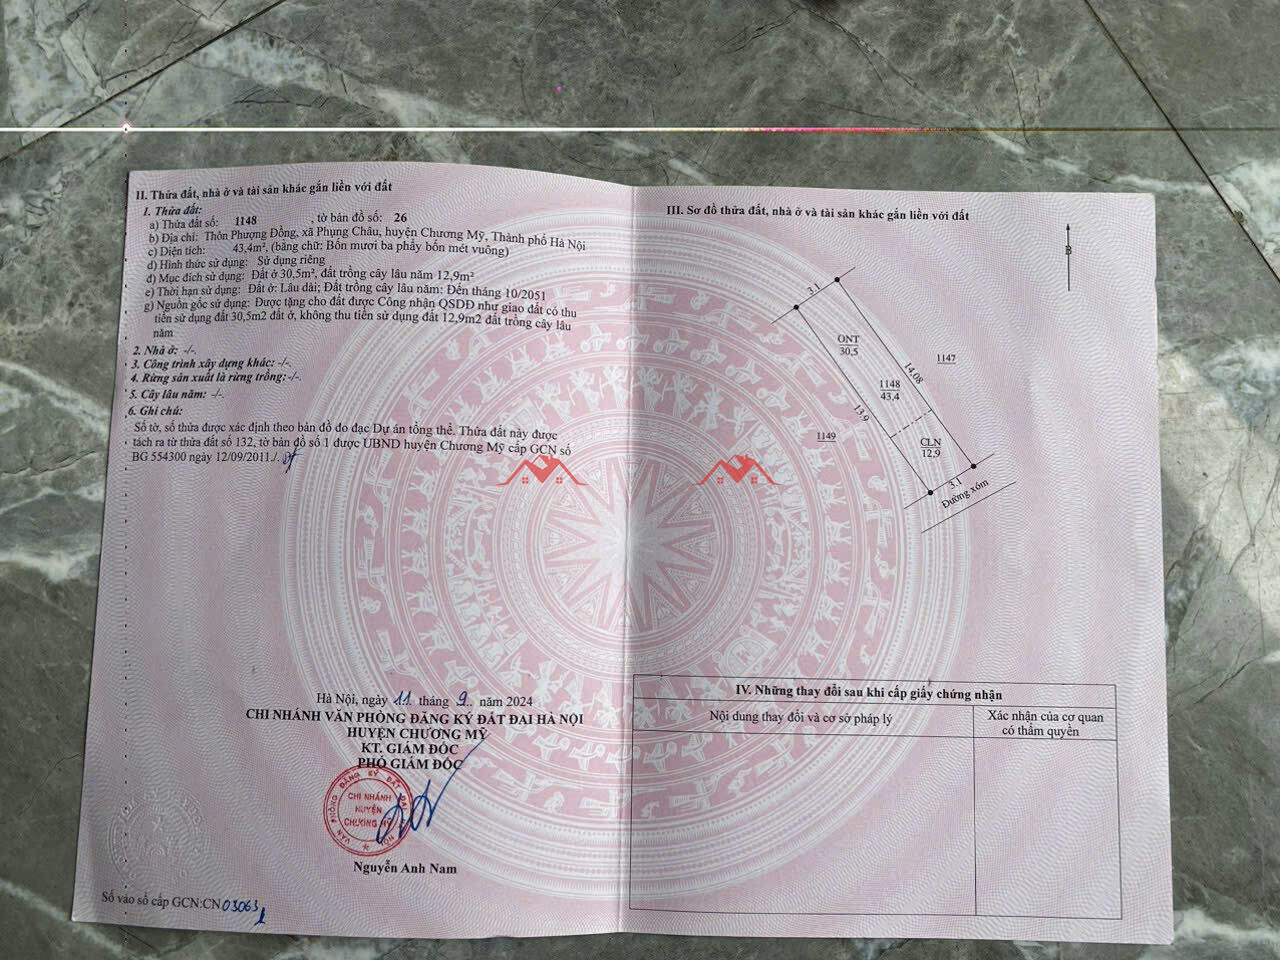 II. Thửa đất, nhà ở và tài sản khác gắn liền với đất
1. Thửa đất:
a) Thửa đất số: 1148 , tờ bản đồ số: 26
b) Địa chỉ: Thôn Phượng Đồng, xã Phụng Châu, huyện Chương Mỹ, Thành phố Hà Nội
c) Diện tích: 43,4m², (bằng chữ: Bốn mươi ba phẩy bốn mét vuông)
d) Hình thức sử dụng: Sử dụng riêng
đ) Mục đích sử dụng: Đất ở 30,5m², đất trồng cây lâu năm 12,9m²
e) Thời hạn sử dụng: Đất ở: Lâu dài; Đất trồng cây lâu năm: Đến tháng 10/2051
g) Nguồn gốc sử dụng: Được tặng cho đất được Công nhận QSDĐ như giao đất có thu
tiền sử dụng đất 30,5m2 đất ở, không thu tiền sử dụng đất 12,9m2 đất trồng cây lâu
năm
2. Nhà ở: -/-.
3. Công trình xây dựng khác: -/-.
4. Rừng sản xuất là rừng trồng:-/-.
5. Cây lâu năm: -/-.
6. Ghi chú:
Số tờ, số thửa được xác định theo bản đồ đo đạc Dự án tổng thể. Thửa đất này được
tách ra từ thửa đất số 132, tờ bản đồ số 1 được UBND huyện Chương Mỹ cấp GCN số
BG 554300 ngày 12/09/2011./.
Hà Nội, ngày 11 tháng 9.. năm 2024
CHI NHÁNH VĂN PHÒNG ĐĂNG KÝ ĐẤT ĐAI HÀ NỘI
HUYỆN CHƯƠNG MỸ
KT. GIÁM ĐỐC
PHÓ GIÁM ĐỐC
VĂN PHÒNG ĐĂNG KÝ ĐẤT ĐAI HÀ NỘI
CHI NHÁNH
HUYỆN
CHƯƠNG MỸ
Nguyễn Anh Nam
Số vào sổ cấp GCN:CN 03063
III. Sơ đồ thửa đất, nhà ở và tài sản khác gắn liền với đất
B
3.1
ONT
30,5
14.08
1147
1148
43,4
13.9
1149
CLN
12,9
3.1
Đường xóm
IV. Những thay đổi sau khi cấp giấy chứng nhận
Nội dung thay đổi và cơ sở pháp lý
Xác nhận của cơ quan
có thẩm quyền